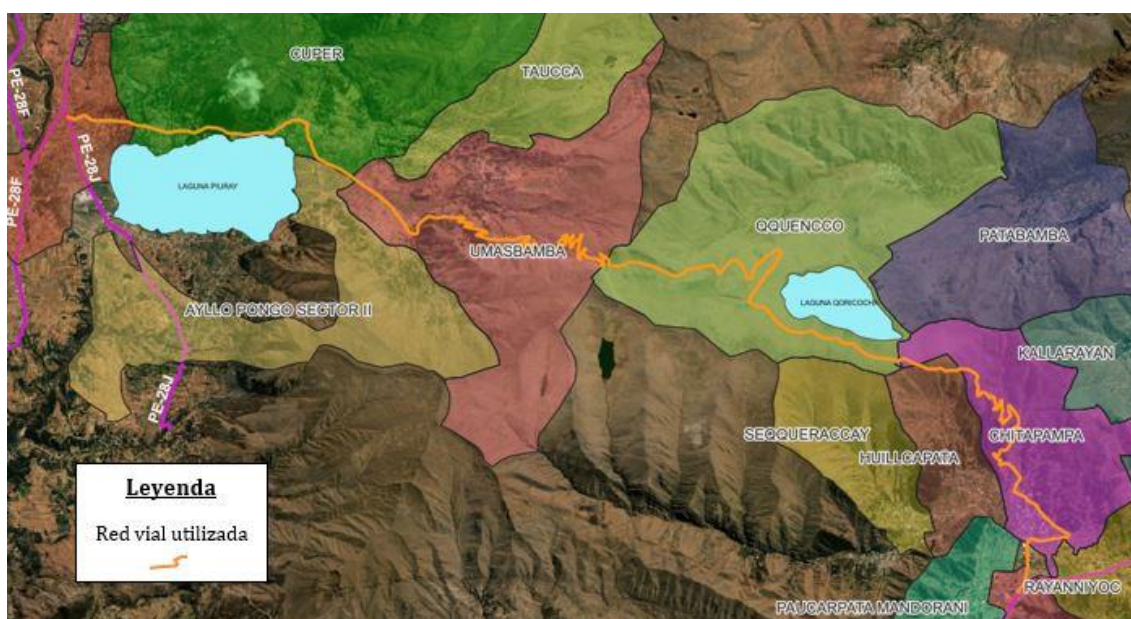 CUPER
TAUCCA
PE-28F
PE-28J
LAGUNA PIURAY
PE-28F
UMASBAMBA
QQUENCCO
PATABAMBA
LAGUNA QORICOCHA
AYLLO PONGO SECTOR II
KALLARAYAN
PE-28J
SEQQUERACCAY
CHITAPAMPA
HUILLCAPATA
Leyenda
Red vial utilizada
RAYANNIYOC
PAUCARPATA MANDORANI